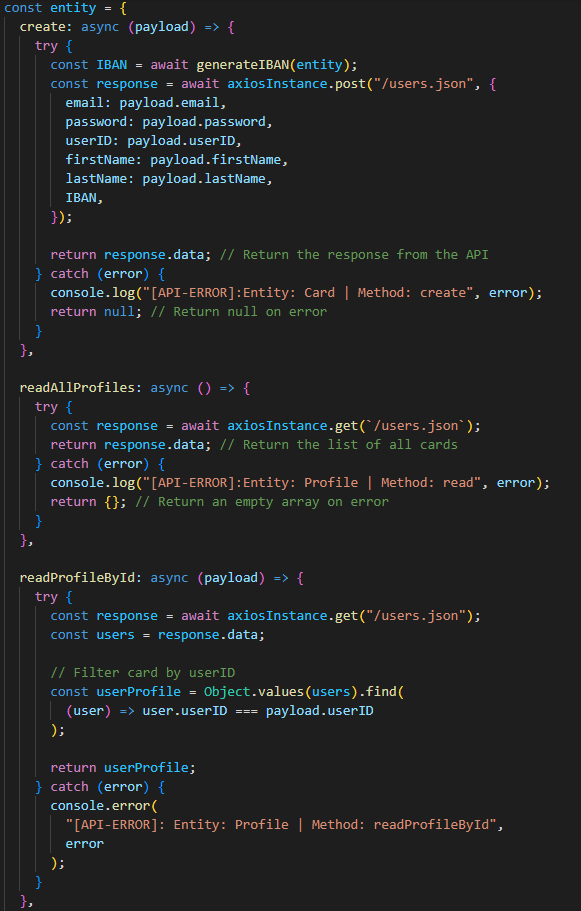 const entity = {
  create: async (payload) => {
    try {
      const IBAN = await generateIBAN(entity);
      const response = await axiosInstance.post("/users.json", {
        email: payload.email,
        password: payload.password,
        userID: payload.userID,
        firstName: payload.firstName,
        lastName: payload.lastName,
        IBAN,
      });

      return response.data; // Return the response from the API
    } catch (error) {
      console.log("[API-ERROR]:Entity: Card | Method: create", error);
      return null; // Return null on error
    }
  },

  readAllProfiles: async () => {
    try {
      const response = await axiosInstance.get(`/users.json`);
      return response.data; // Return the list of all cards
    } catch (error) {
      console.log("[API-ERROR]:Entity: Profile | Method: read", error);
      return {}; // Return an empty array on error
    }
  },

  readProfileById: async (payload) => {
    try {
      const response = await axiosInstance.get("/users.json");
      const users = response.data;

      // Filter card by userID
      const userProfile = Object.values(users).find(
        (user) => user.userID === payload.userID
      );

      return userProfile;
    } catch (error) {
      console.error(
        "[API-ERROR]: Entity: Profile | Method: readProfileById",
        error
      );
    }
  },